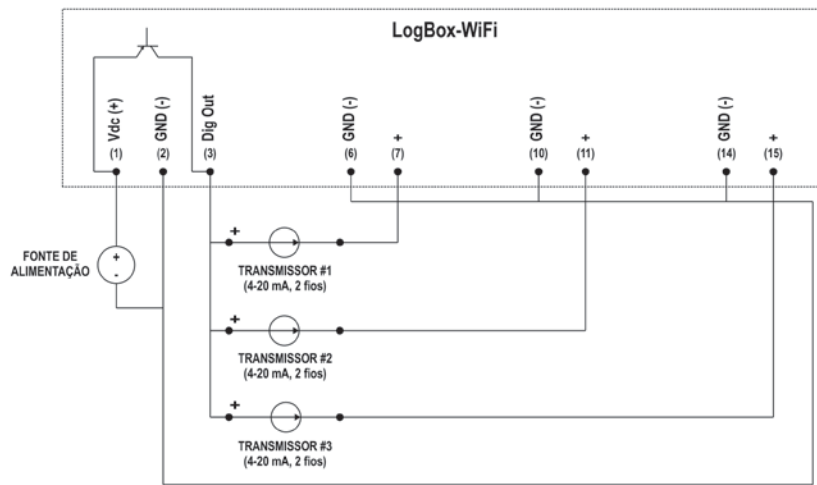 LogBox-WiFi
Vdc (+)
(1)
GND (-)
(2)
Dig Out
(3)
GND (-)
(6)
+
(7)
GND (-)
(10)
+
(11)
GND (-)
(14)
+
(15)
FONTE DE
ALIMENTAÇÃO
+
-
+
TRANSMISSOR #1
(4-20 mA, 2 fios)
+
TRANSMISSOR #2
(4-20 mA, 2 fios)
+
TRANSMISSOR #3
(4-20 mA, 2 fios)